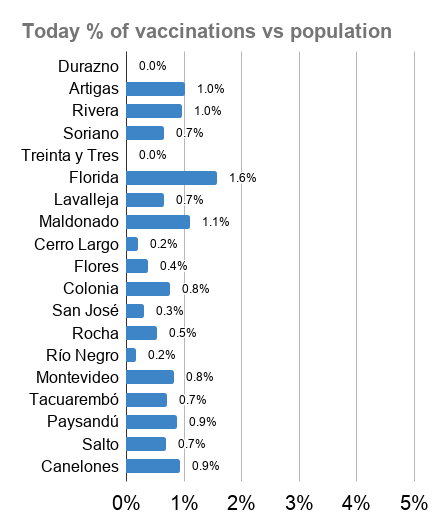 Today % of vaccinations vs population
Durazno 0.0%
Artigas 1.0%
Rivera 1.0%
Soriano 0.7%
Treinta y Tres 0.0%
Florida 1.6%
Lavalleja 0.7%
Maldonado 1.1%
Cerro Largo 0.2%
Flores 0.4%
Colonia 0.8%
San José 0.3%
Rocha 0.5%
Río Negro 0.2%
Montevideo 0.8%
Tacuarembó 0.7%
Paysandú 0.9%
Salto 0.7%
Canelones 0.9%
0% 1% 2% 3% 4% 5%